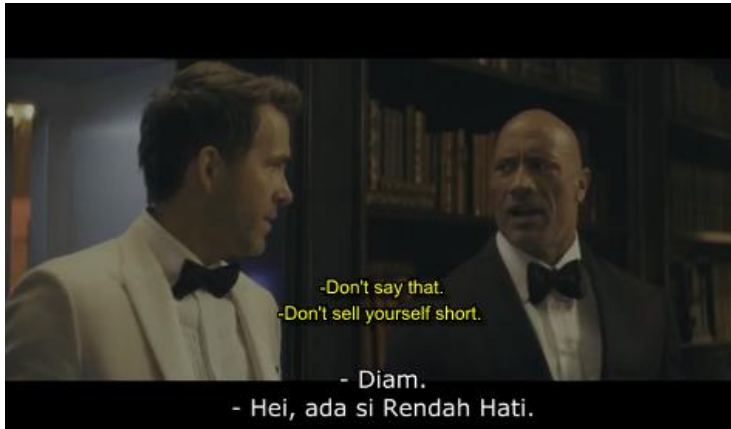 -Don't say that.
-Don't sell yourself short.
- Diam.
- Hei, ada si Rendah Hati.